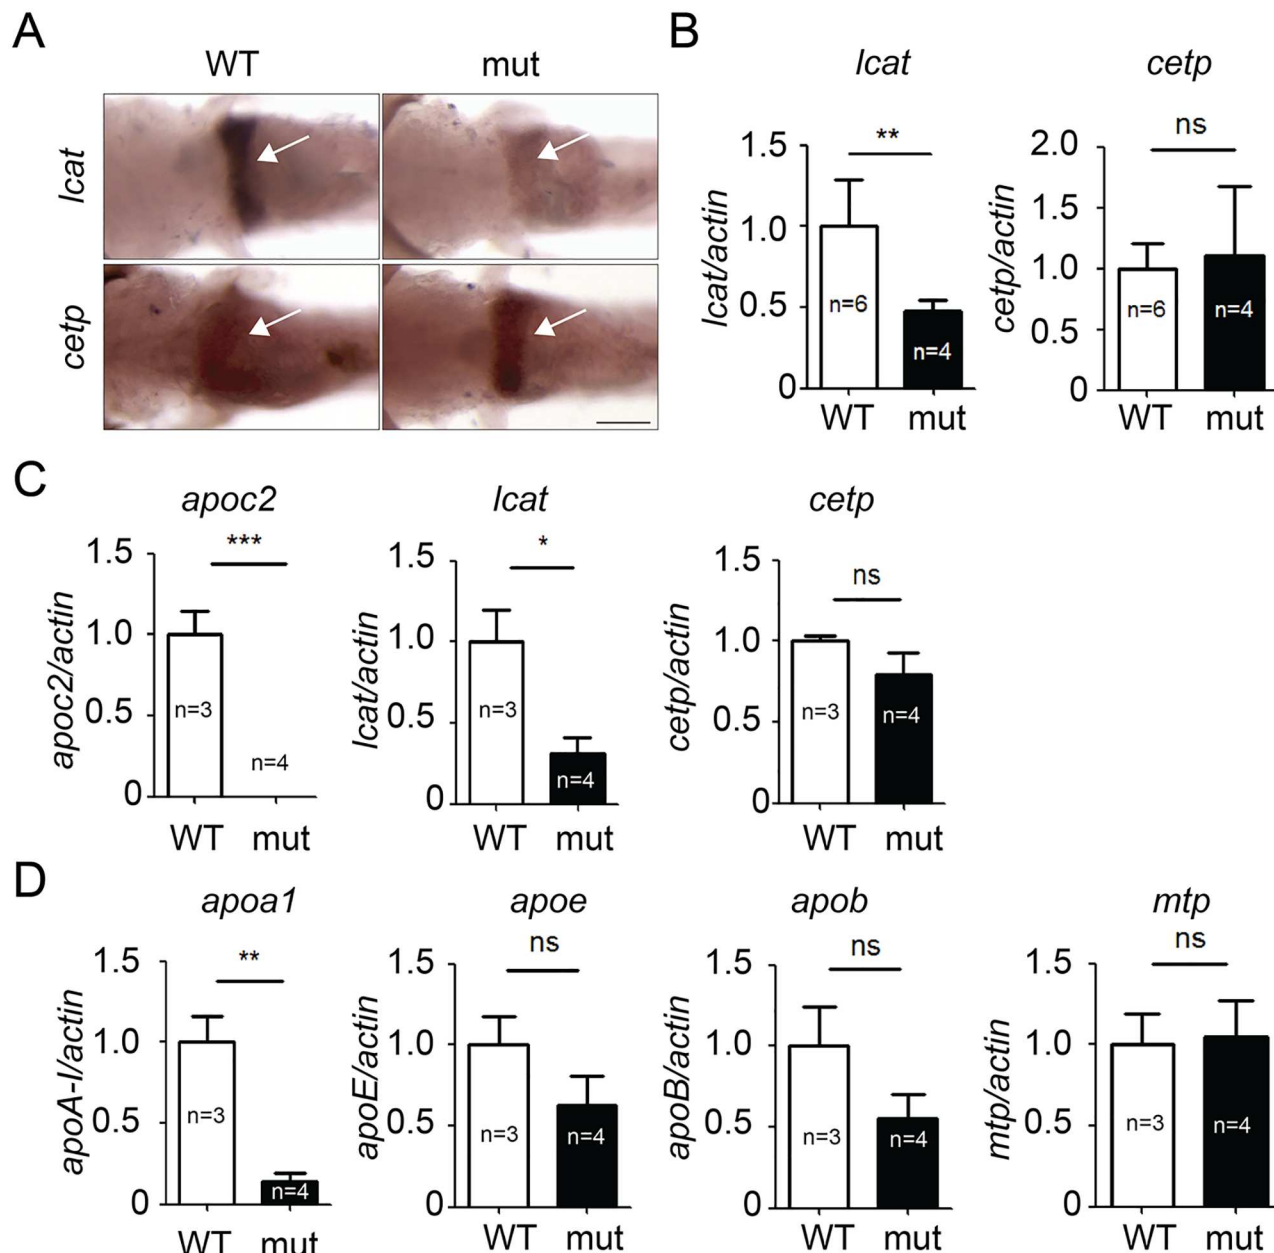 A
WT mut
lcat
cetp
B
lcat
**
1.5
1.0
0.5
0
lcat/actin
n=6
n=4
WT mut
cetp
ns
2.0
1.5
1.0
0.5
0
cetp/actin
n=6
n=4
WT mut
C
apoc2
***
1.5
1.0
0.5
0
apoc2/actin
n=3
n=4
WT mut
lcat
*
1.5
1.0
0.5
0
lcat/actin
n=3
n=4
WT mut
cetp
ns
1.5
1.0
0.5
0
cetp/actin
n=3
n=4
WT mut
D
apoa1
**
1.5
1.0
0.5
0
apoA-I/actin
n=3
n=4
WT mut
apoe
ns
1.5
1.0
0.5
0
apoE/actin
n=3
n=4
WT mut
apob
ns
1.5
1.0
0.5
0
apoB/actin
n=3
n=4
WT mut
mtp
ns
1.5
1.0
0.5
0
mtp/actin
n=3
n=4
WT mut